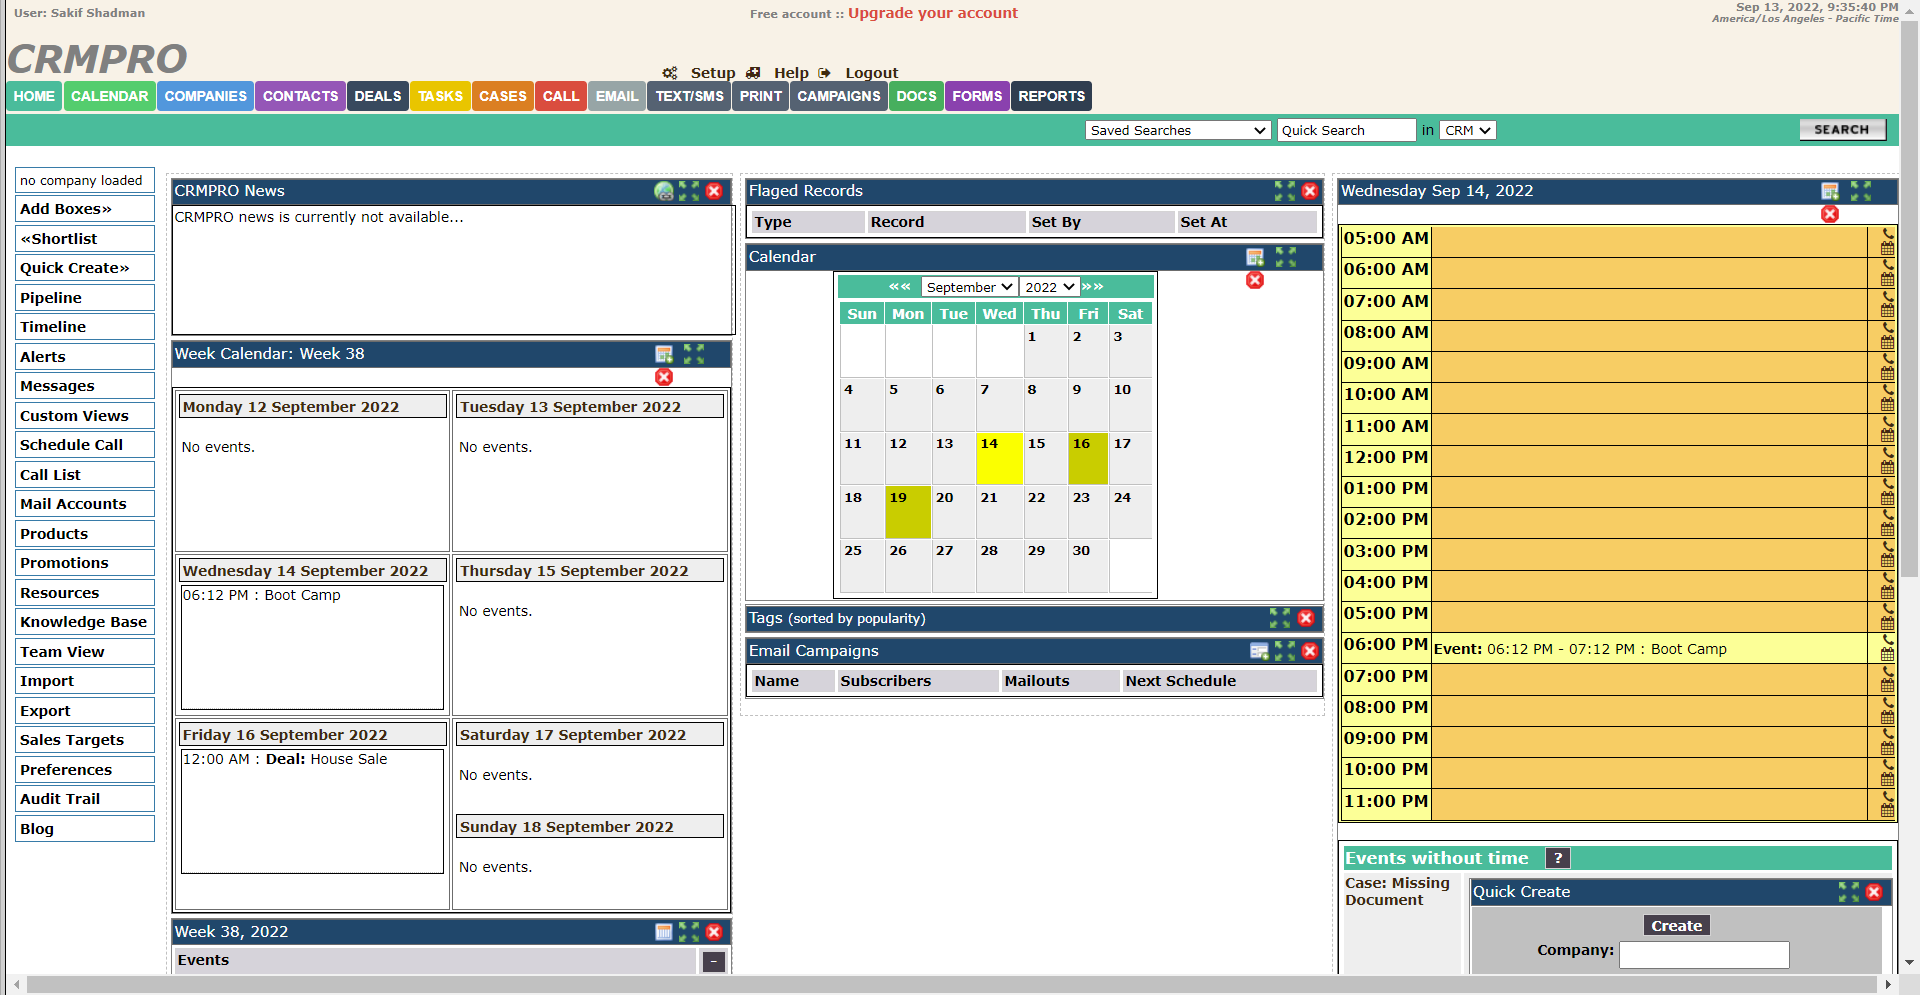 User: Sakif Shadman
Free account :: Upgrade your account
Sep 13, 2022, 9:35:40 PM
America/Los Angeles - Pacific Time
CRMPRO
Setup Help Logout
HOME CALENDAR COMPANIES CONTACTS DEALS TASKS CASES CALL EMAIL TEXT/SMS PRINT CAMPAIGNS DOCS FORMS REPORTS
Saved Searches Quick Search in CRM SEARCH
no company loaded
Add Boxes»
«Shortlist
Quick Create»
Pipeline
Timeline
Alerts
Messages
Custom Views
Schedule Call
Call List
Mail Accounts
Products
Promotions
Resources
Knowledge Base
Team View
Import
Export
Sales Targets
Preferences
Audit Trail
Blog
CRMPRO News
CRMPRO news is currently not available...
Week Calendar: Week 38
Monday 12 September 2022
No events.
Tuesday 13 September 2022
No events.
Wednesday 14 September 2022
06:12 PM : Boot Camp
Thursday 15 September 2022
No events.
Friday 16 September 2022
12:00 AM : Deal: House Sale
Saturday 17 September 2022
No events.
Sunday 18 September 2022
No events.
Week 38, 2022
Events -
Flaged Records
Type Record Set By Set At
Calendar
«« September 2022 »»
Sun Mon Tue Wed Thu Fri Sat
1 2 3
4 5 6 7 8 9 10
11 12 13 14 15 16 17
18 19 20 21 22 23 24
25 26 27 28 29 30
Tags (sorted by popularity)
Email Campaigns
Name Subscribers Mailouts Next Schedule
Wednesday Sep 14, 2022
05:00 AM
06:00 AM
07:00 AM
08:00 AM
09:00 AM
10:00 AM
11:00 AM
12:00 PM
01:00 PM
02:00 PM
03:00 PM
04:00 PM
05:00 PM
06:00 PM Event: 06:12 PM - 07:12 PM : Boot Camp
07:00 PM
08:00 PM
09:00 PM
10:00 PM
11:00 PM
Events without time ?
Case: Missing
Document
Quick Create
Create
Company: